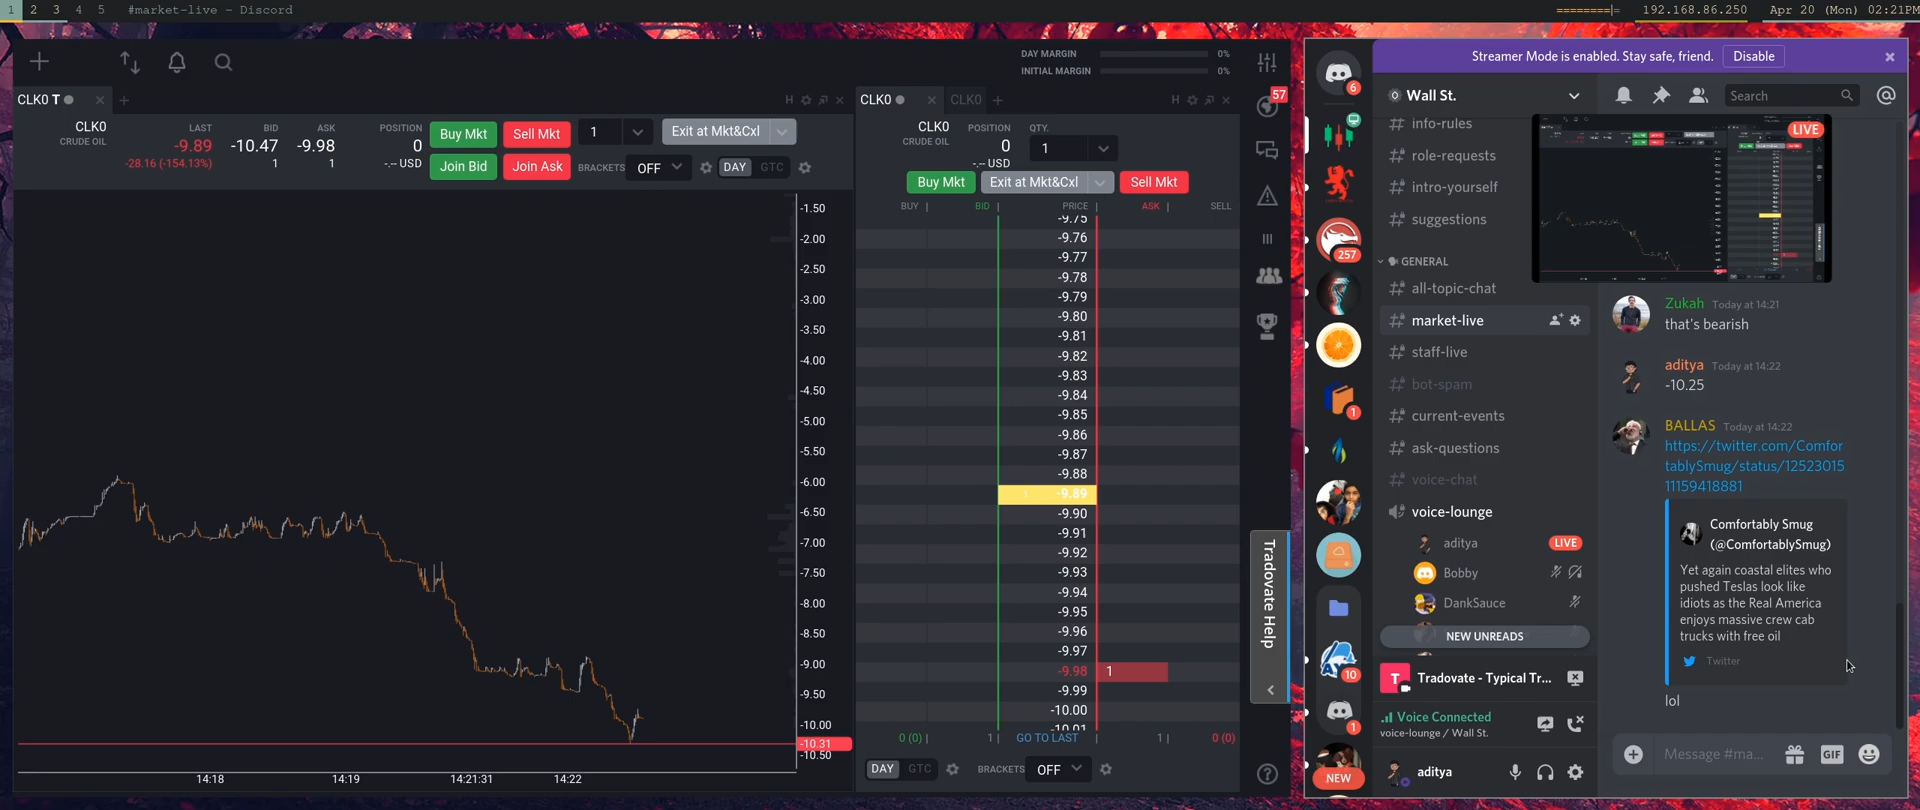 1 2 3 4 5 #market-live - Discord
192.168.86.250 Apr 20 (Mon) 02:21PM
DAY MARGIN 0%
INITIAL MARGIN 0%
CLK0 T
H
CLK0
CRUDE OIL
LAST
-9.89
-28.16 (-154.13%)
BID
-10.47
1
ASK
-9.98
1
POSITION
0
-.-- USD
Buy Mkt Sell Mkt 1 Exit at Mkt&Cxl
Join Bid Join Ask BRACKETS OFF DAY GTC
-1.50
-2.00
-2.50
-3.00
-3.50
-4.00
-4.50
-5.00
-5.50
-6.00
-6.50
-7.00
-7.50
-8.00
-8.50
-9.00
-9.50
-10.00
-10.31
-10.50
14:18 14:19 14:21:31 14:22
CLK0 CLK0
H
CLK0
CRUDE OIL
POSITION
0
-.-- USD
QTY.
1
Buy Mkt Exit at Mkt&Cxl Sell Mkt
BUY BID PRICE ASK SELL
-9.75
-9.76
-9.77
-9.78
-9.79
-9.80
-9.81
-9.82
-9.83
-9.84
-9.85
-9.86
-9.87
-9.88
1 -9.89
-9.90
-9.91
-9.92
-9.93
-9.94
-9.95
-9.96
-9.97
-9.98 1
-9.99
-10.00
-10.01
0 (0) 1 GO TO LAST 1 0 (0)
DAY GTC BRACKETS OFF
57
Tradovate Help
6
257
1
10
1
NEW
Streamer Mode is enabled. Stay safe, friend. Disable
Wall St.
Search
info-rules
role-requests
intro-yourself
suggestions
GENERAL
all-topic-chat
market-live
staff-live
bot-spam
current-events
ask-questions
voice-chat
voice-lounge
aditya LIVE
Bobby
DankSauce
NEW UNREADS
T Tradovate - Typical Tr...
Voice Connected
voice-lounge / Wall St.
aditya
LIVE
Zukah Today at 14:21
that's bearish
aditya Today at 14:22
-10.25
BALLAS Today at 14:22
https://twitter.com/Comfor
tablySmug/status/12523015
11159418881
Comfortably Smug
(@ComfortablySmug)
Yet again coastal elites who
pushed Teslas look like
idiots as the Real America
enjoys massive crew cab
trucks with free oil
Twitter
lol
Message #ma...
GIF